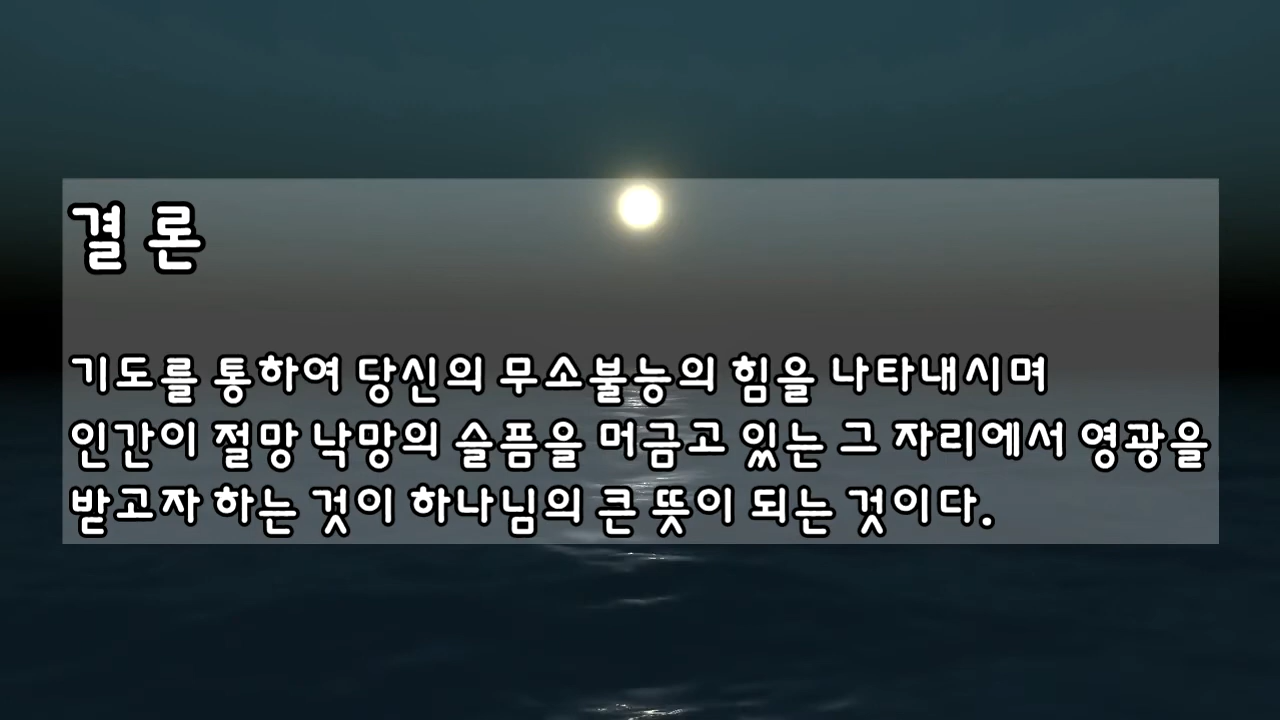 결 론
기도를 통하여 당신의 무소불능의 힘을 나타내시며
인간이 절망 낙망의 슬픔을 머금고 있는 그 자리에서 영광을
받고자 하는 것이 하나님의 큰 뜻이 되는 것이다.